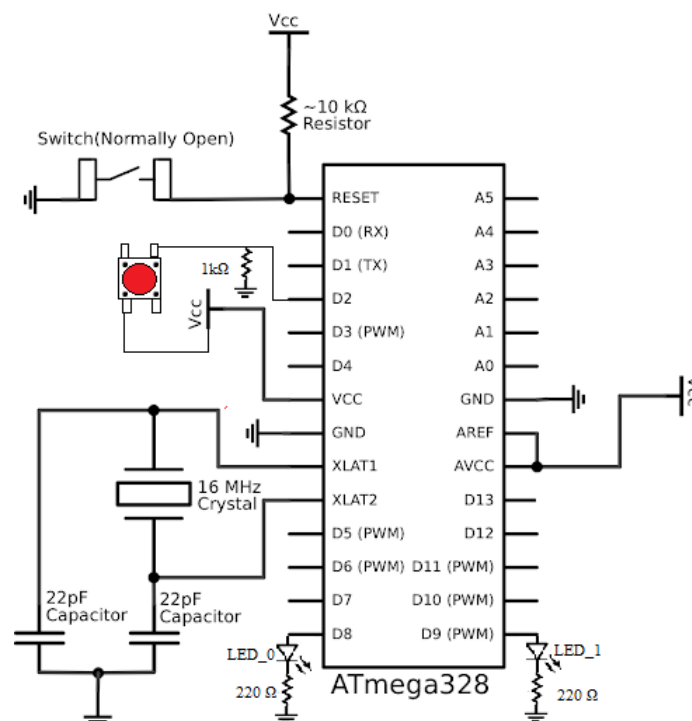 Vcc
~10 kΩ
Resistor
Switch(Normally Open)
RESET
A5
D0 (RX)
A4
D1 (TX)
A3
1kΩ
D2
A2
Vcc
D3 (PWM)
A1
D4
A0
VCC
GND
GND
AREF
XLAT1
AVCC
16 MHz
Crystal
XLAT2
D13
D5 (PWM)
D12
D6 (PWM)
D11 (PWM)
22pF
Capacitor
22pF
Capacitor
D7
D10 (PWM)
D8
D9 (PWM)
LED_0
LED_1
220 Ω
ATmega328
220 Ω